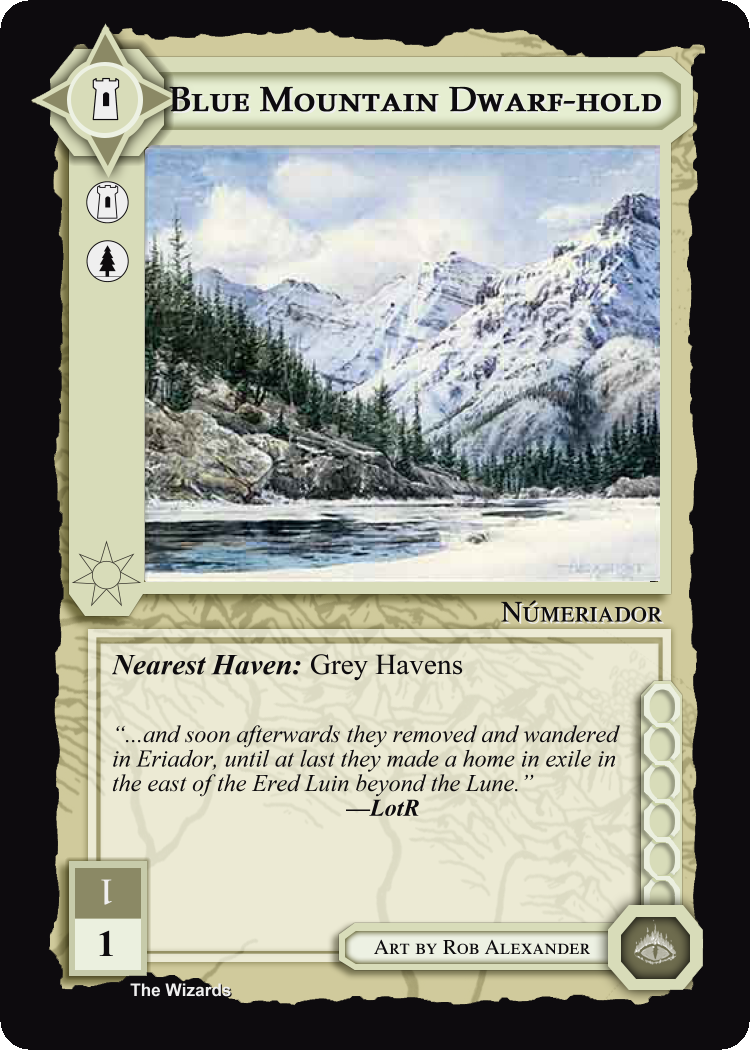 Blue Mountain Dwarf-hold
Númeriador
Nearest Haven: Grey Havens
“...and soon afterwards they removed and wandered
in Eriador, until at last they made a home in exile in
the east of the Ered Luin beyond the Lune.”
—LotR
1
1
Art by Rob Alexander
The Wizards